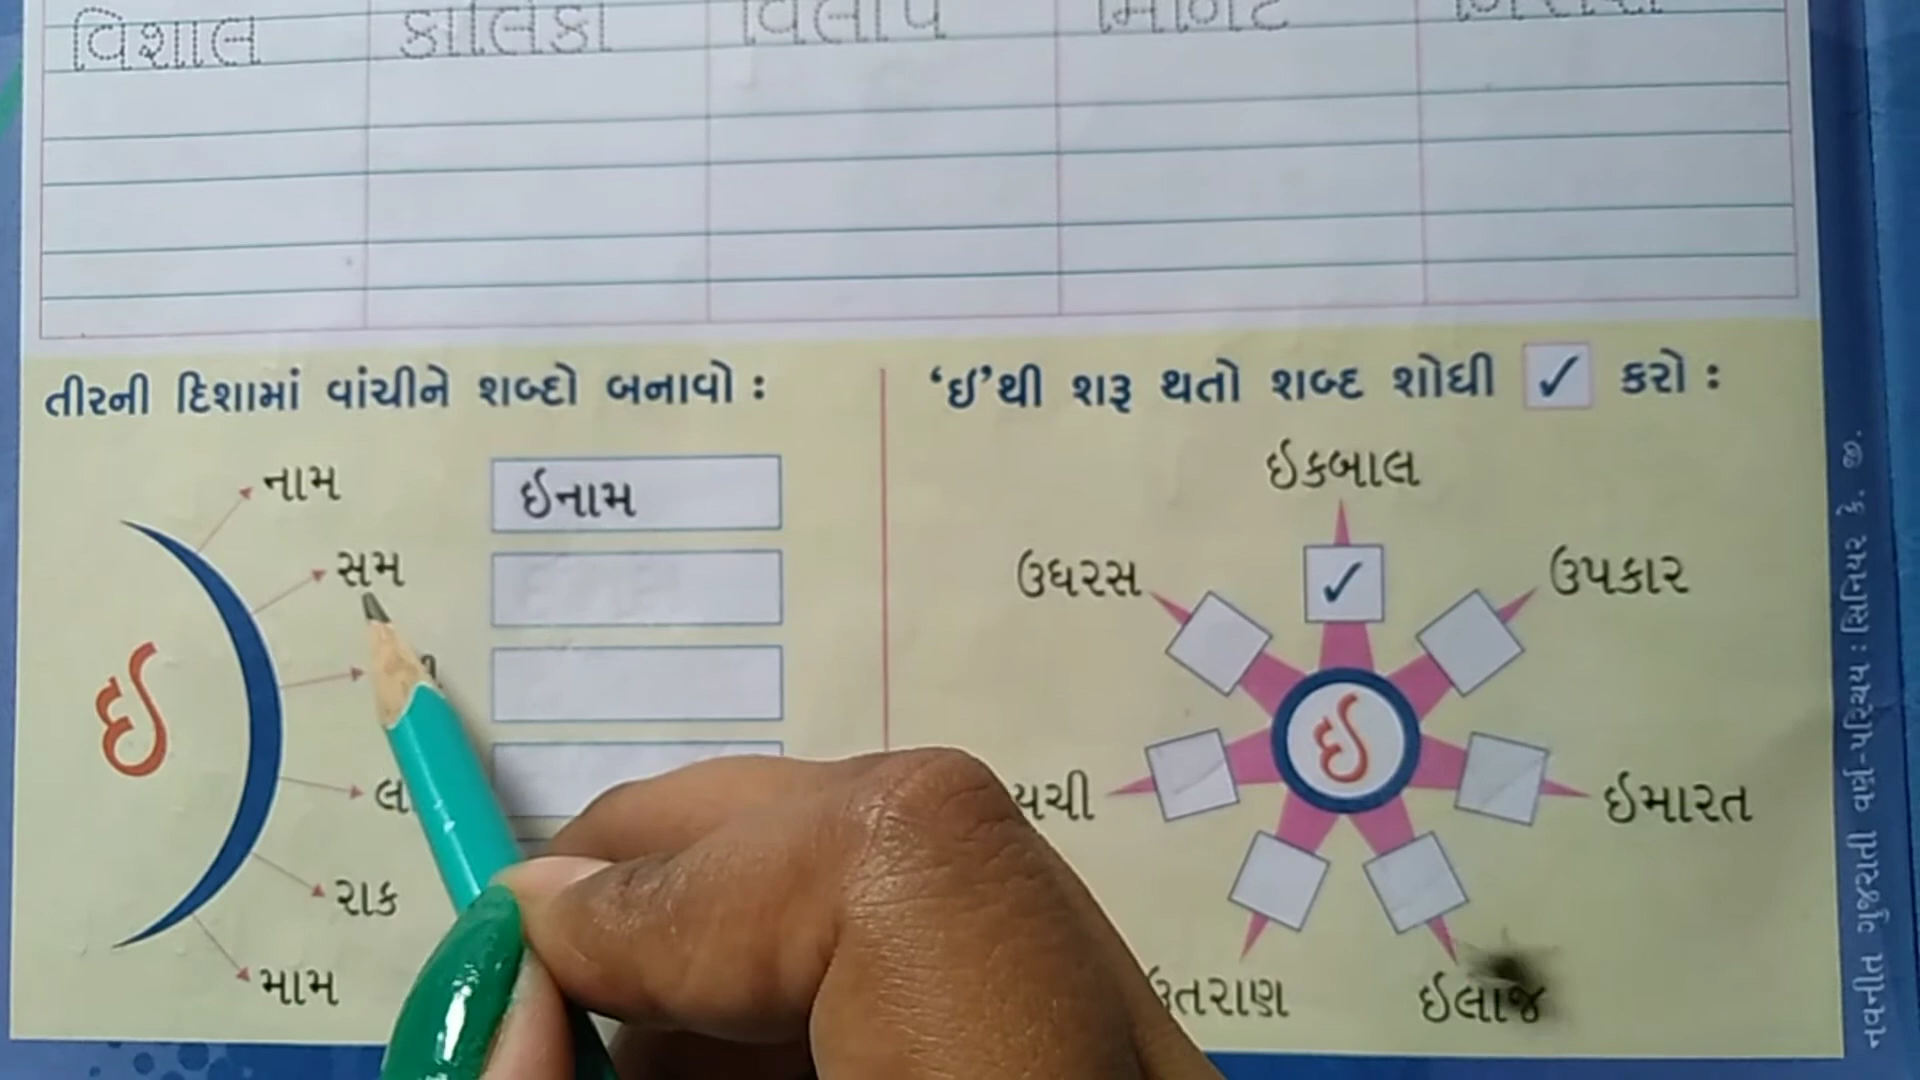 વિશાલ કાલિકા વિલાપ મિનિટ
તીરની દિશામાં વાંચીને શબ્દો બનાવો :
નામ
ઈનામ
સમ
રાક
મામ
‘ઈ’થી શરૂ થતો શબ્દ શોધી ✓ કરો :
ઈકબાલ
ઉધરસ
✓
ઉપકાર
ઈ
ઈ
યચી
ઈમારત
તરાણ
ઈલાજ
નવનીત ગુજરાતી વર્ક-પરિચય : સિનિયર કે. જી.